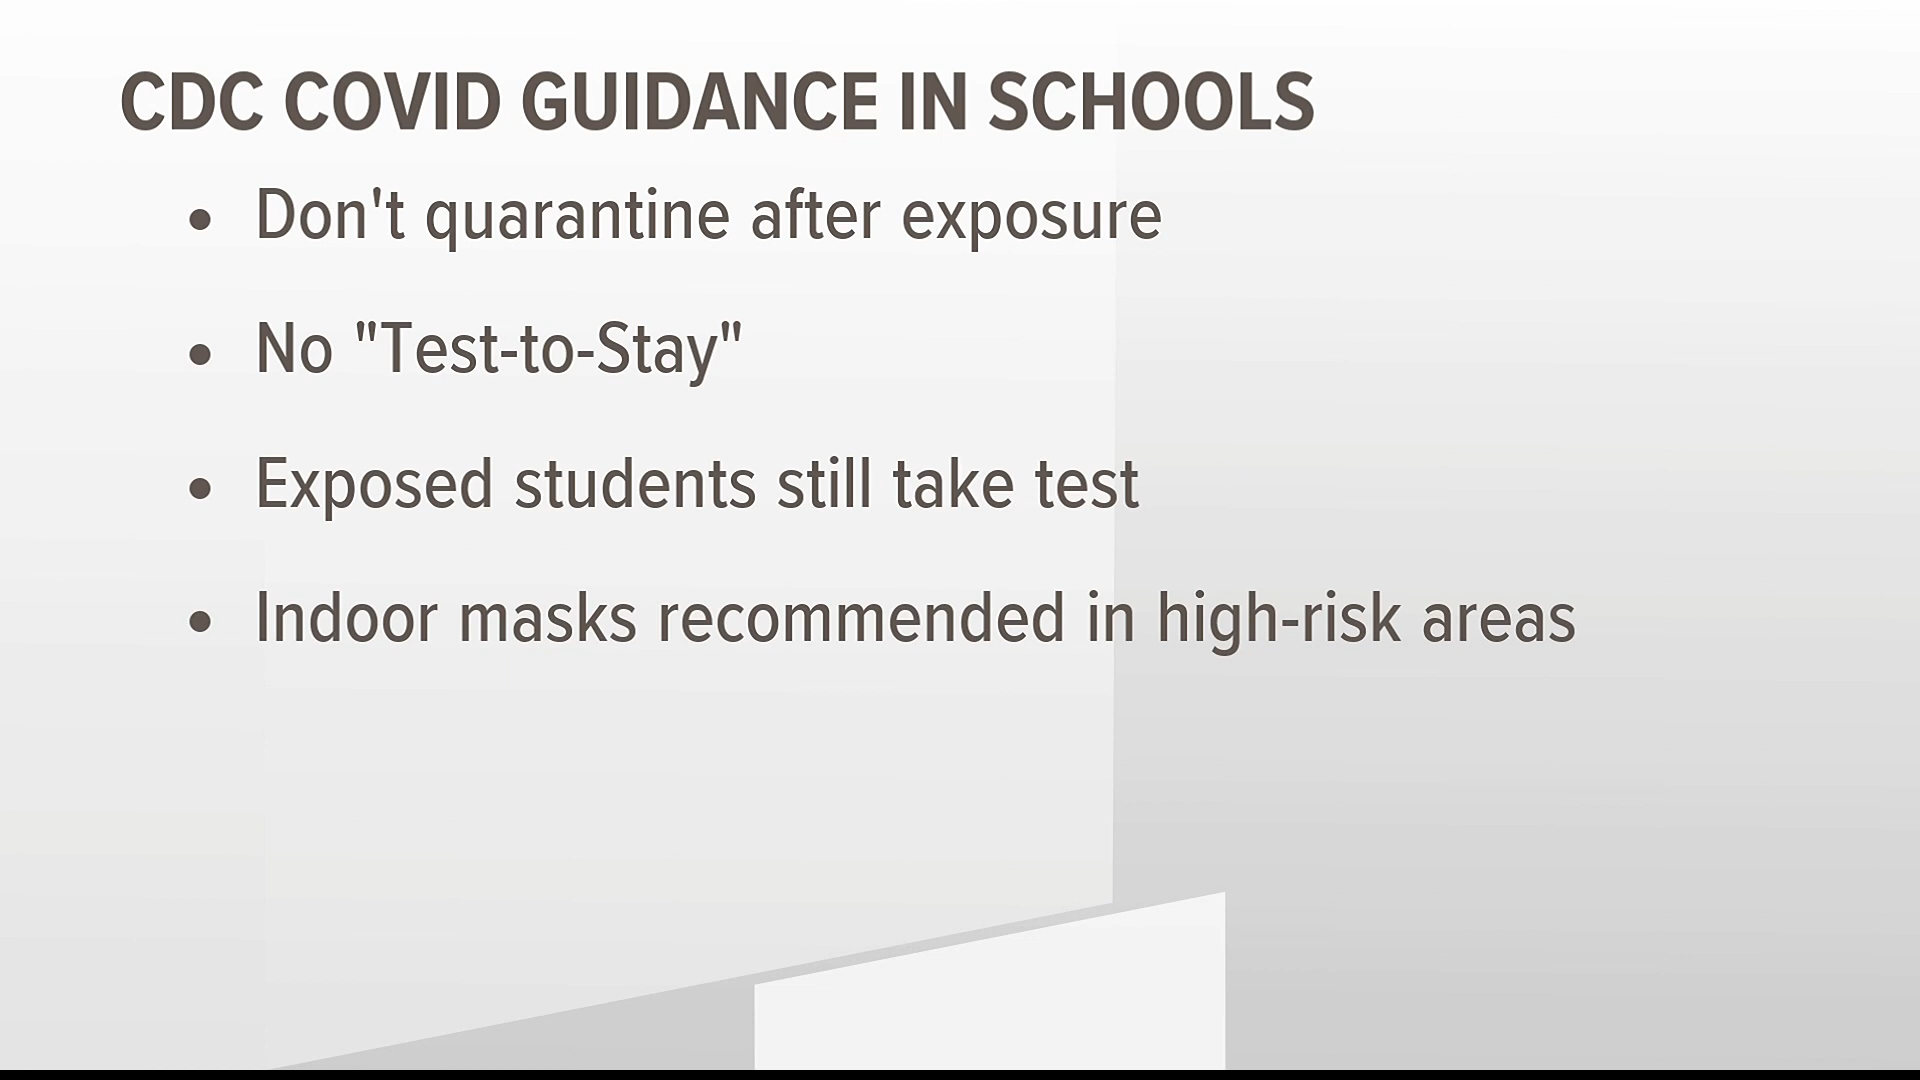 CDC COVID GUIDANCE IN SCHOOLS
• Don't quarantine after exposure
• No "Test-to-Stay"
• Exposed students still take test
• Indoor masks recommended in high-risk areas